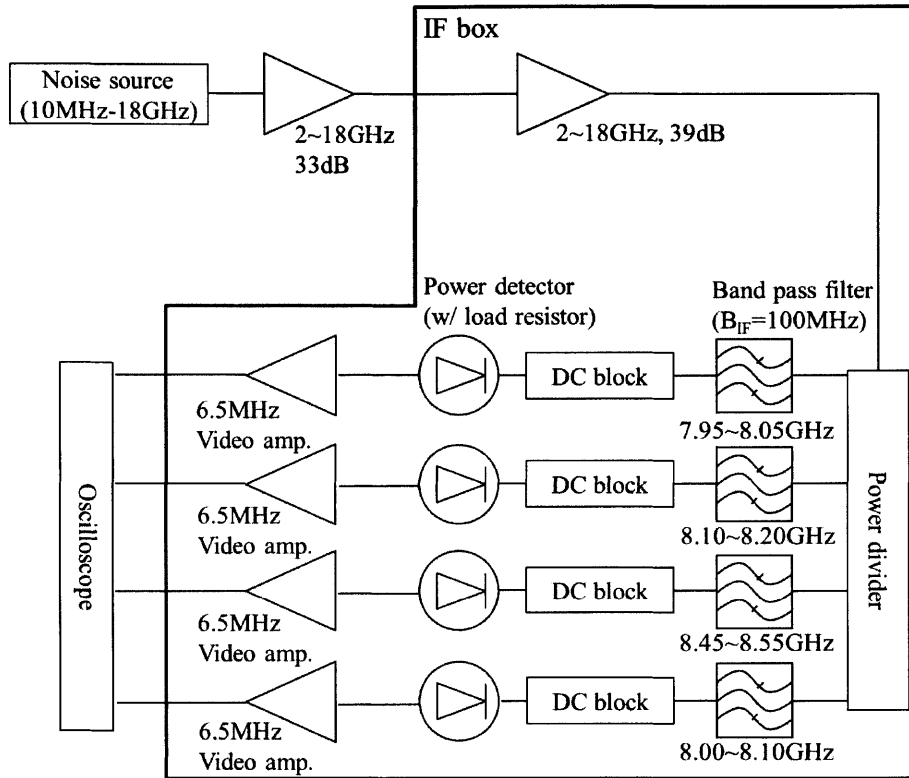 IF box
Noise source
(10MHz-18GHz)
2~18GHz
33dB
2~18GHz, 39dB
Power detector
(w/ load resistor)
Band pass filter
(B_IF=100MHz)
DC block
6.5MHz
Video amp.
7.95~8.05GHz
DC block
6.5MHz
Video amp.
8.10~8.20GHz
DC block
6.5MHz
Video amp.
8.45~8.55GHz
DC block
6.5MHz
Video amp.
8.00~8.10GHz
Oscilloscope
Power divider